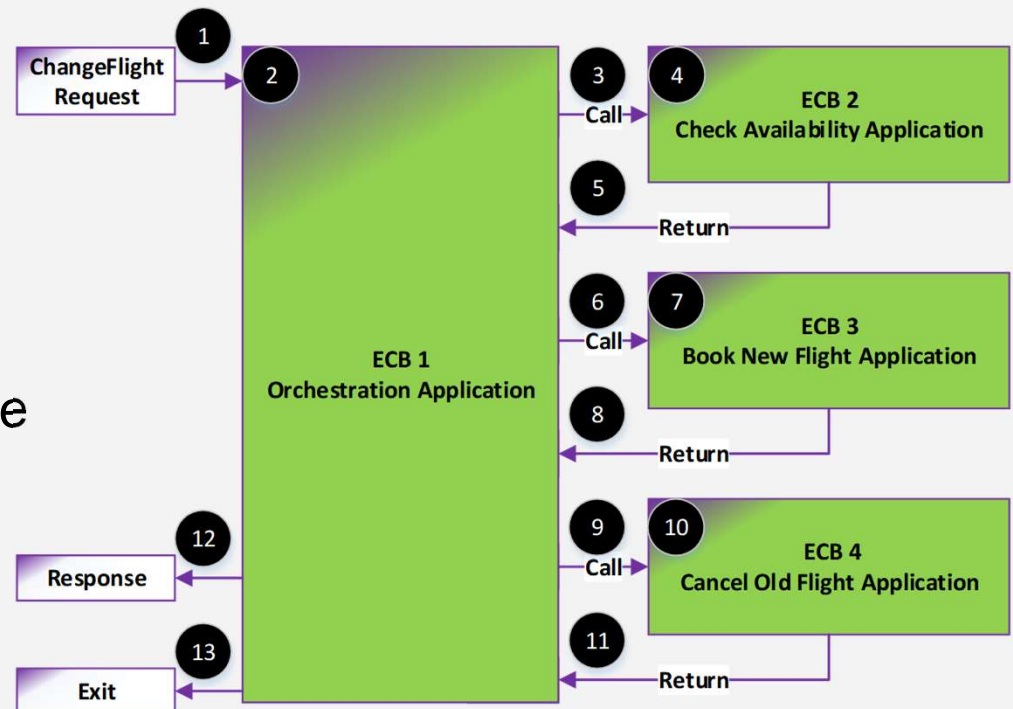 1
ChangeFlight
Request
2
3
Call
4
ECB 2
Check Availability Application
5
Return
6
Call
7
ECB 3
Book New Flight Application
ECB 1
Orchestration Application
e
8
Return
9
Call
10
ECB 4
Cancel Old Flight Application
12
Response
11
Return
13
Exit